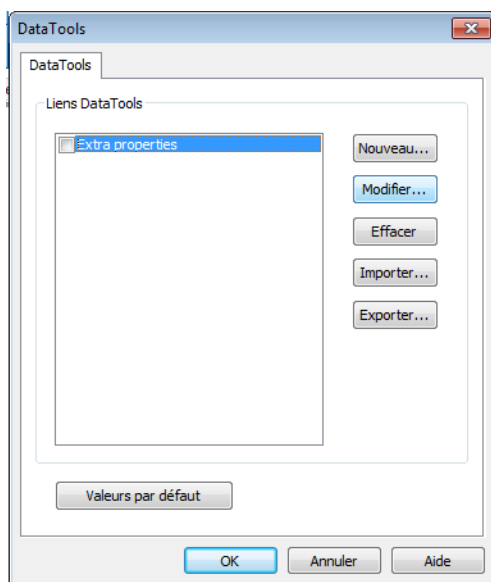 DataTools
DataTools
Liens DataTools
Extra properties
Nouveau...
Modifier...
Effacer
Importer...
Exporter...
Valeurs par défaut
OK
Annuler
Aide